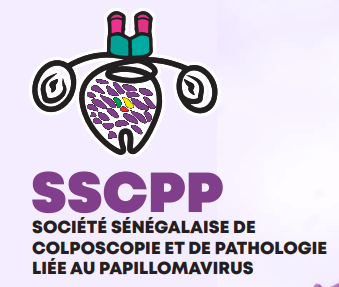 SSCPP
SOCIÉTÉ SÉNÉGALAISE DE
COLPOSCOPIE ET DE PATHOLOGIE
LIÉE AU PAPILLOMAVIRUS